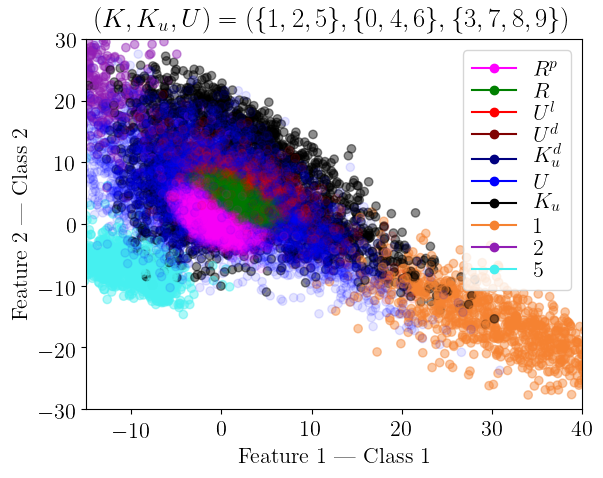 (K, K_u, U) = ({1, 2, 5}, {0, 4, 6}, {3, 7, 8, 9})
30
20
10
0
−10
−20
−30
Feature 2 — Class 2
R^p
R
U^l
U^d
K_u^d
U
K_u
1
2
5
−10
0
10
20
30
40
Feature 1 — Class 1